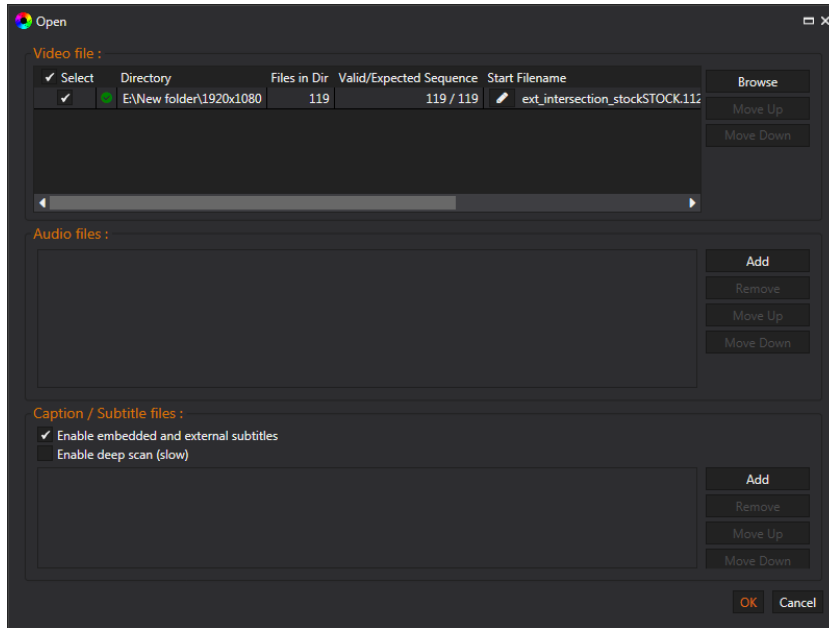 Open
Video file :
Select Directory Files in Dir Valid/Expected Sequence Start Filename
E:\New folder\1920x1080 119 119 / 119 ext_intersection_stockSTOCK.112
Browse
Move Up
Move Down
Audio files :
Add
Remove
Move Up
Move Down
Caption / Subtitle files :
Enable embedded and external subtitles
Enable deep scan (slow)
Add
Remove
Move Up
Move Down
OK Cancel